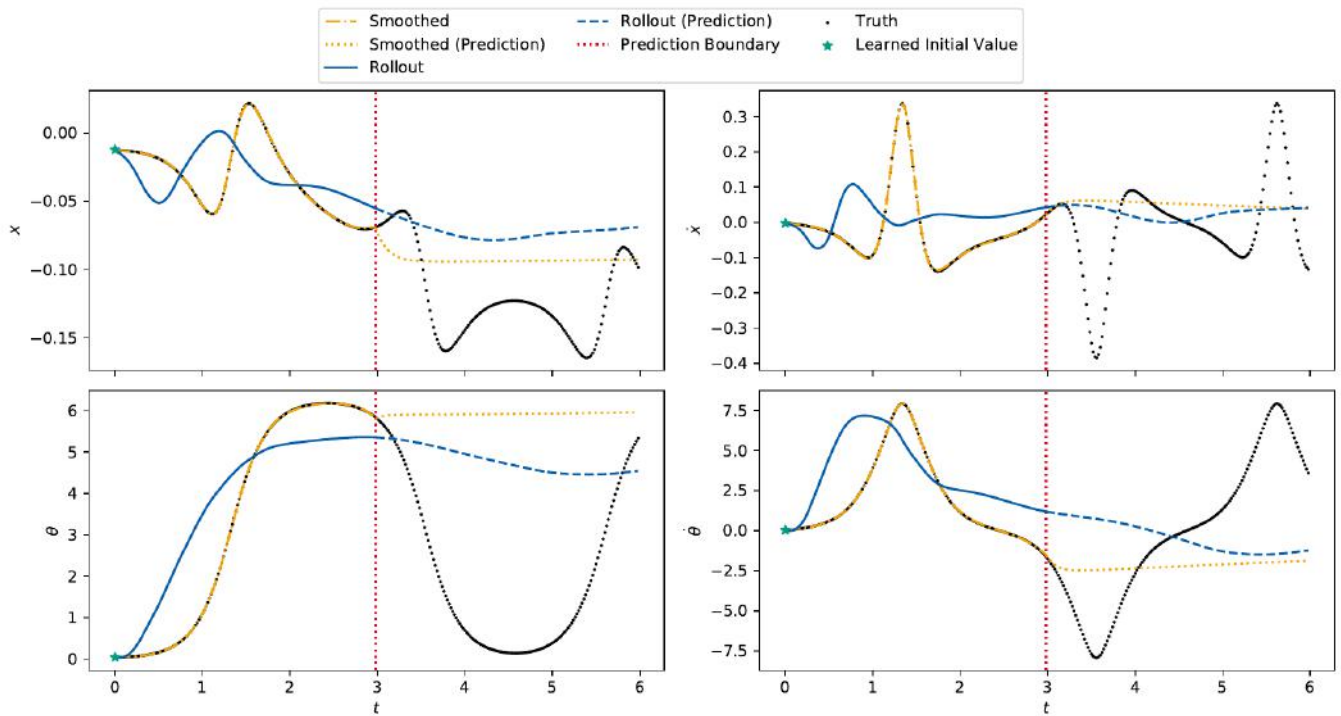 Smoothed
Smoothed (Prediction)
Rollout
Rollout (Prediction)
Prediction Boundary
Truth
Learned Initial Value
0.00
−0.05
−0.10
−0.15
x
0.3
0.2
0.1
0.0
−0.1
−0.2
−0.3
−0.4
ẋ
6
5
4
3
2
1
0
θ
0 1 2 3 4 5 6
t
7.5
5.0
2.5
0.0
−2.5
−5.0
−7.5
θ̇
0 1 2 3 4 5 6
t